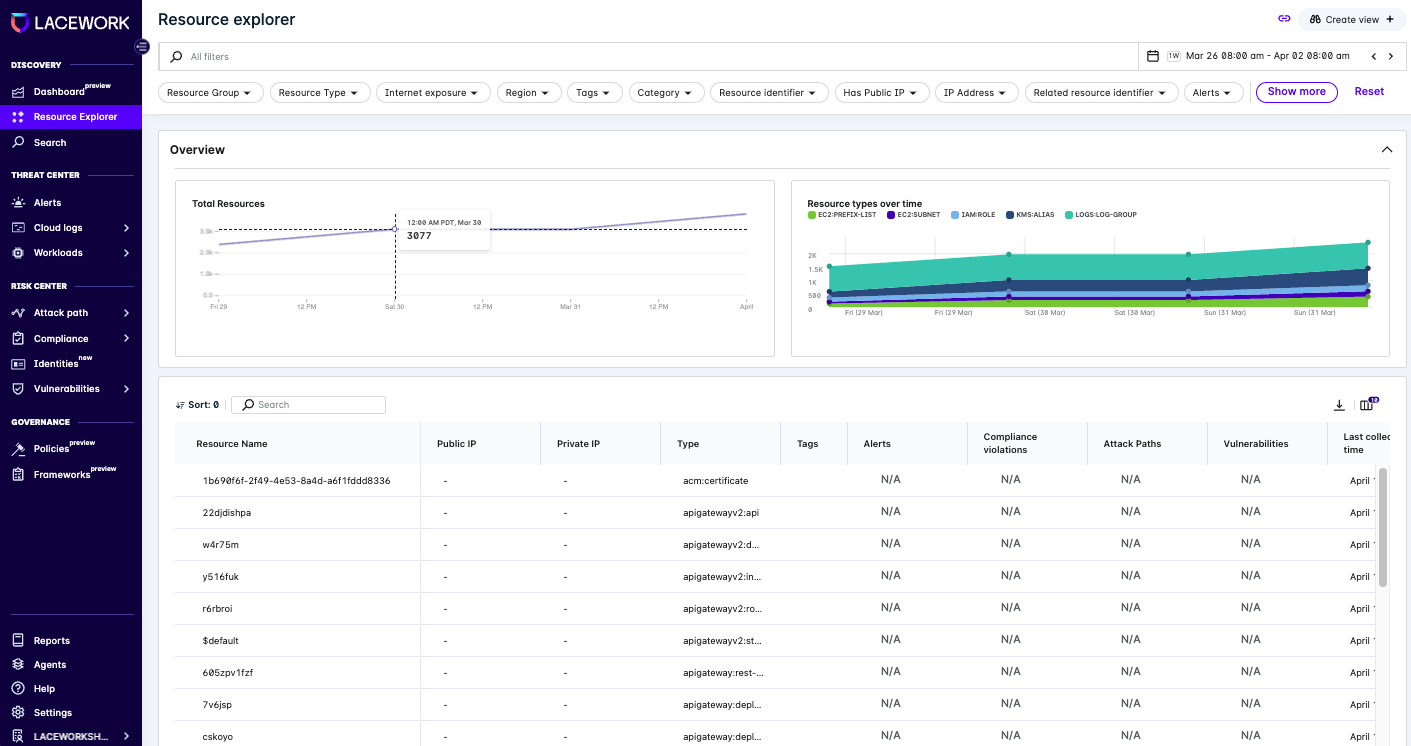 LACEWORK
DISCOVERY
Dashboard preview
Resource Explorer
Search
THREAT CENTER
Alerts
Cloud logs
Workloads
RISK CENTER
Attack path
Compliance
Identities new
Vulnerabilities
GOVERNANCE
Policies preview
Frameworks preview
Reports
Agents
Help
Settings
LACEWORKSH...
Resource explorer
Create view +
All filters
1W Mar 26 08:00 am - Apr 02 08:00 am
Resource Group Resource Type Internet exposure Region Tags Category Resource identifier Has Public IP IP Address Related resource identifier Alerts Show more Reset
Overview
Total Resources
12:00 AM PDT, Mar 30
3077
3.0k
2.0k
1.0k
0.0
Fri 29 12 PM Sat 30 12 PM Mar 31 12 PM April
Resource types over time
EC2:PREFIX-LIST EC2:SUBNET IAM:ROLE KMS:ALIAS LOGS:LOG-GROUP
2K
1.5K
1K
500
0
Fri (29 Mar) Fri (29 Mar) Sat (30 Mar) Sat (30 Mar) Sun (31 Mar) Sun (31 Mar)
Sort: 0 Search
10
Resource Name Public IP Private IP Type Tags Alerts Compliance violations Attack Paths Vulnerabilities Last collec time
1b690f6f-2f49-4e53-8a4d-a6f1fddd8336 - - acm:certificate N/A N/A N/A N/A April 1
22djdishpa - - apigatewayv2:api N/A N/A N/A N/A April 1
w4r75m - - apigatewayv2:d... N/A N/A N/A N/A April 1
y516fuk - - apigatewayv2:in... N/A N/A N/A N/A April 1
r6rbroi - - apigatewayv2:ro... N/A N/A N/A N/A April 1
$default - - apigatewayv2:st... N/A N/A N/A N/A April 1
605zpv1fzf - - apigateway:rest-... N/A N/A N/A N/A April 1
7v6jsp - - apigateway:depl... N/A N/A N/A N/A April 1
cskoyo - - apigateway:depl... N/A N/A N/A N/A April 1